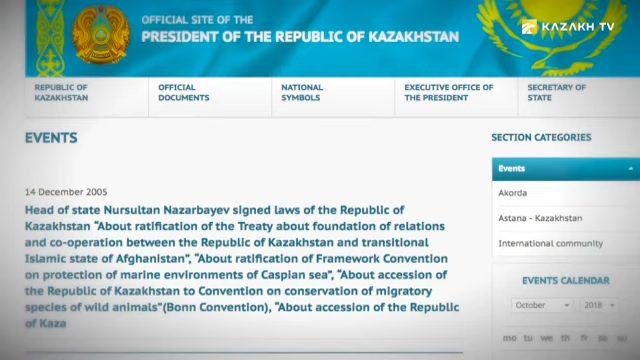 OFFICIAL SITE OF THE
PRESIDENT OF THE REPUBLIC OF KAZAKHSTAN
KAZAKH TV
REPUBLIC OF
KAZAKHSTAN
OFFICIAL
DOCUMENTS
NATIONAL
SYMBOLS
EXECUTIVE OFFICE OF
THE PRESIDENT
SECRETARY OF
STATE
EVENTS
14 December 2005
Head of state Nursultan Nazarbayev signed laws of the Republic of
Kazakhstan “About ratification of the Treaty about foundation of relations
and co-operation between the Republic of Kazakhstan and transitional
Islamic state of Afghanistan”, “About ratification of Framework Convention
on protection of marine environments of Caspian sea”, “About accession of
the Republic of Kazakhstan to Convention on conservation of migratory
species of wild animals”(Bonn Convention), “About accession of the Republic
of Kaza
SECTION CATEGORIES
Events
Akorda
Astana - Kazakhstan
International community
EVENTS CALENDAR
October 2018
mo tu we th fr sa su